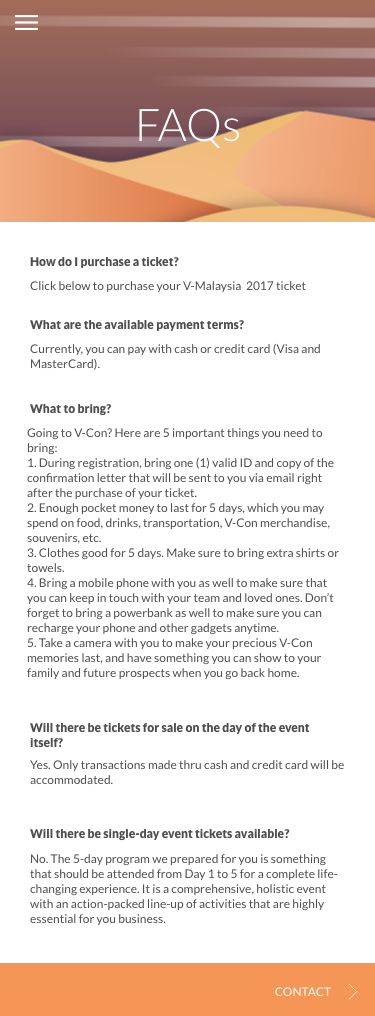 FAQs
How do I purchase a ticket?
Click below to purchase your V-Malaysia  2017 ticket
What are the available payment terms?
Currently, you can pay with cash or credit card (Visa and
MasterCard).
What to bring?
Going to V-Con? Here are 5 important things you need to
bring:
1. During registration, bring one (1) valid ID and copy of the
confirmation letter that will be sent to you via email right
after the purchase of your ticket.
2. Enough pocket money to last for 5 days, which you may
spend on food, drinks, transportation, V-Con merchandise,
souvenirs, etc.
3. Clothes good for 5 days. Make sure to bring extra shirts or
towels.
4. Bring a mobile phone with you as well to make sure that
you can keep in touch with your team and loved ones. Don't
forget to bring a powerbank as well to make sure you can
recharge your phone and other gadgets anytime.
5. Take a camera with you to make your precious V-Con
memories last, and have something you can show to your
family and future prospects when you go back home.
Will there be tickets for sale on the day of the event
itself?
Yes. Only transactions made thru cash and credit card will be
accommodated.
Will there be single-day event tickets available?
No. The 5-day program we prepared for you is something
that should be attended from Day 1 to 5 for a complete life-
changing experience. It is a comprehensive, holistic event
with an action-packed line-up of activities that are highly
essential for you business.
CONTACT